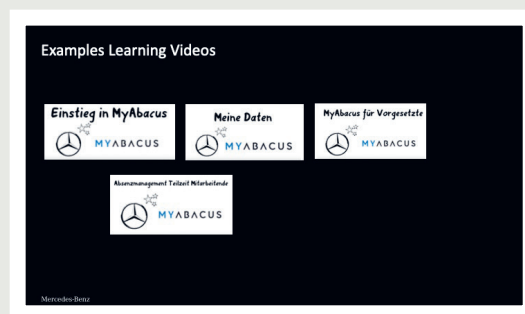 Examples Learning Videos
Einstieg in MyAbacus
MYABACUS
Meine Daten
MYABACUS
MyAbacus für Vorgesetzte
MYABACUS
Absenzmanagement Teilzeit Mitarbeitende
MYABACUS
Mercedes-Benz